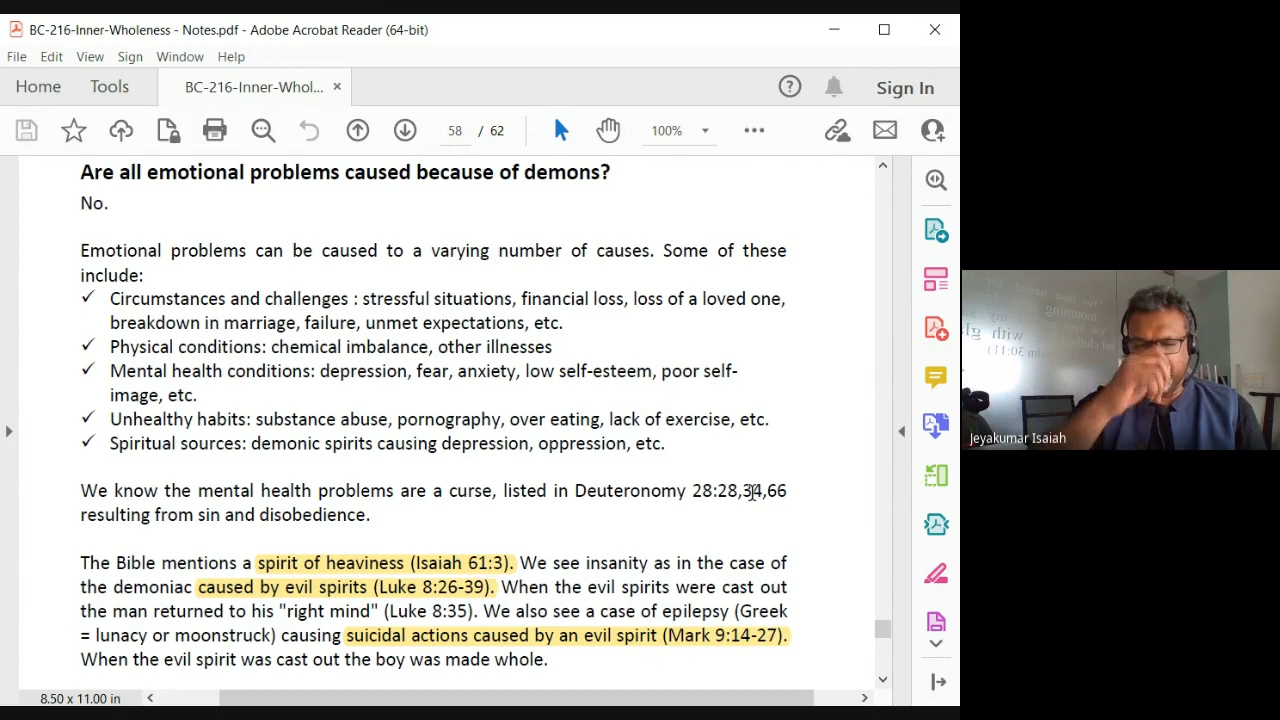 BC-216-Inner-Wholeness - Notes.pdf - Adobe Acrobat Reader (64-bit)
File Edit View Sign Window Help
Home Tools BC-216-Inner-Whol... × Sign In
58 / 62 100%
Are all emotional problems caused because of demons?
No.
Emotional problems can be caused to a varying number of causes. Some of these
include:
✓ Circumstances and challenges : stressful situations, financial loss, loss of a loved one,
breakdown in marriage, failure, unmet expectations, etc.
✓ Physical conditions: chemical imbalance, other illnesses
✓ Mental health conditions: depression, fear, anxiety, low self-esteem, poor self-
image, etc.
✓ Unhealthy habits: substance abuse, pornography, over eating, lack of exercise, etc.
✓ Spiritual sources: demonic spirits causing depression, oppression, etc.
We know the mental health problems are a curse, listed in Deuteronomy 28:28,34,66
resulting from sin and disobedience.
The Bible mentions a spirit of heaviness (Isaiah 61:3). We see insanity as in the case of
the demoniac caused by evil spirits (Luke 8:26-39). When the evil spirits were cast out
the man returned to his "right mind" (Luke 8:35). We also see a case of epilepsy (Greek
= lunacy or moonstruck) causing suicidal actions caused by an evil spirit (Mark 9:14-27).
When the evil spirit was cast out the boy was made whole.
8.50 x 11.00 in
Jeyakumar Isaiah